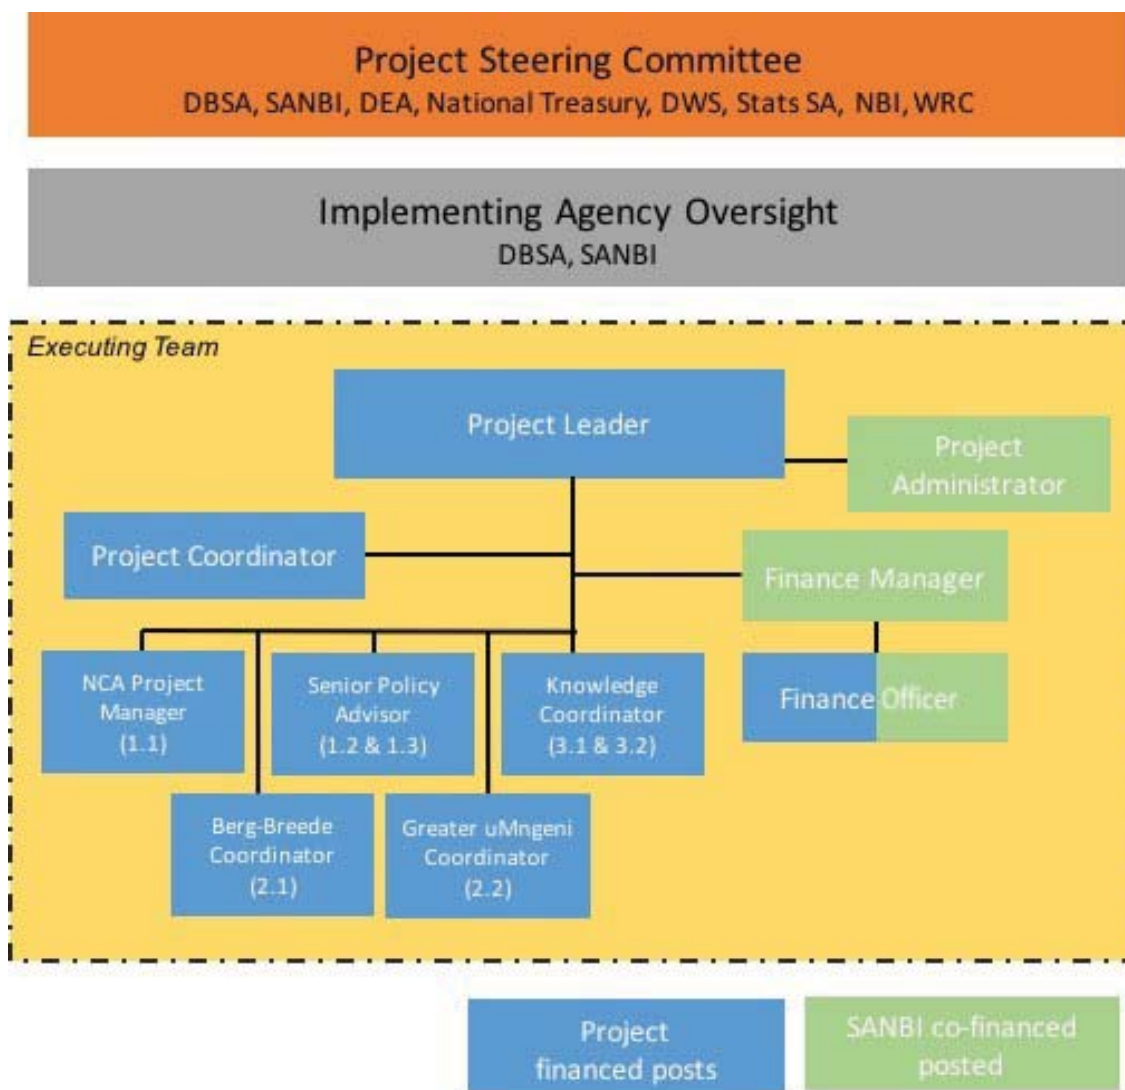 Project Steering Committee
DBSA, SANBI, DEA, National Treasury, DWS, Stats SA, NBI, WRC
Implementing Agency Oversight
DBSA, SANBI
Executing Team
Project Leader
Project
Administrator
Project Coordinator
Finance Manager
NCA Project
Manager
(1.1)
Senior Policy
Advisor
(1.2 & 1.3)
Knowledge
Coordinator
(3.1 & 3.2)
Finance Officer
Berg-Breede
Coordinator
(2.1)
Greater uMngeni
Coordinator
(2.2)
Project
financed posts
SANBI co-financed
posted